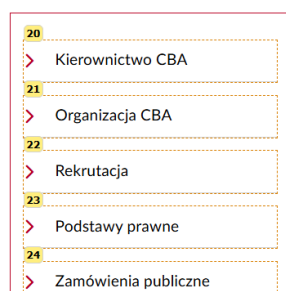 20
Kierownictwo CBA
21
Organizacja CBA
22
Rekrutacja
23
Podstawy prawne
24
Zamówienia publiczne